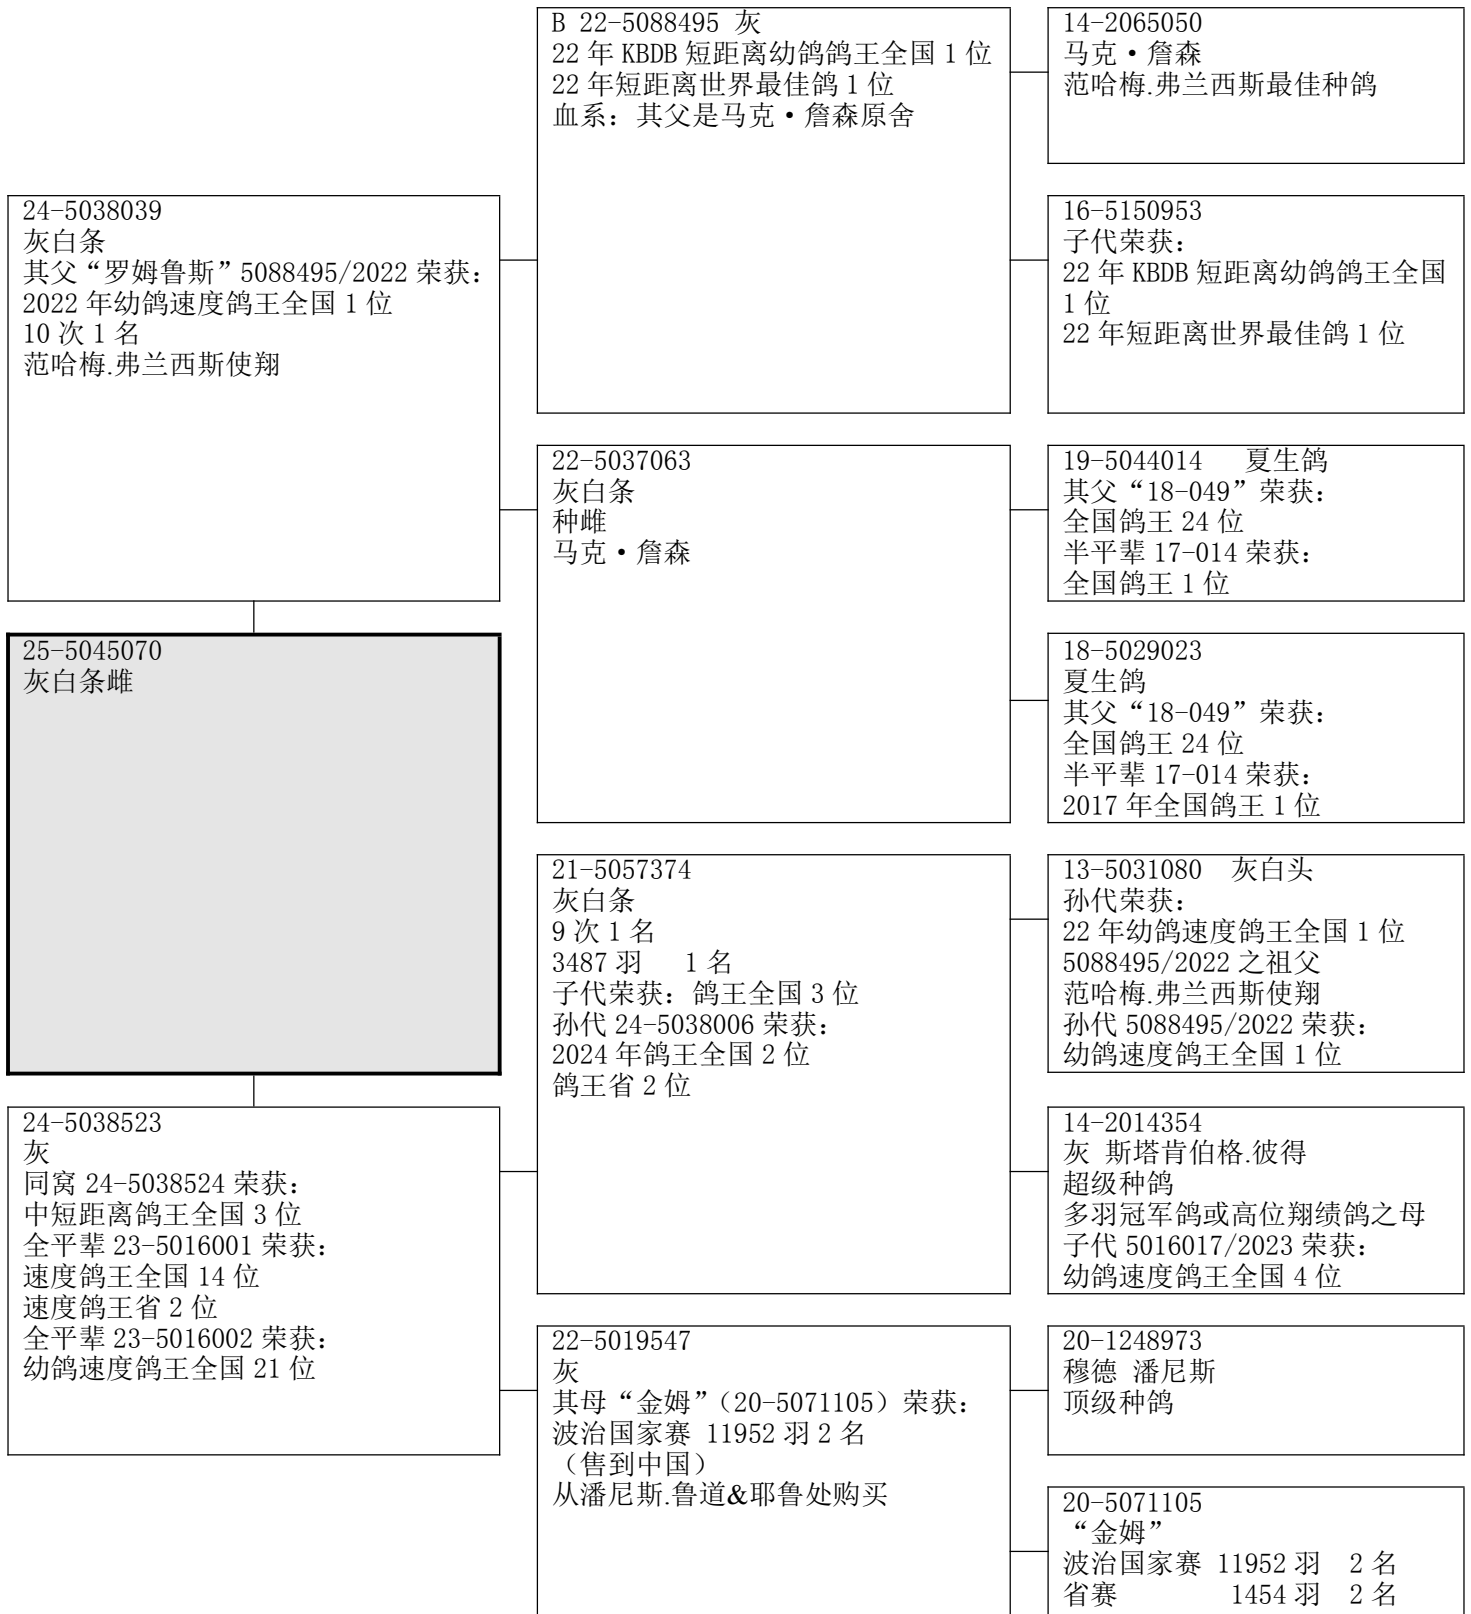 B 22-5088495 灰
22 年 KBDB 短距离幼鸽鸽王全国 1 位
22 年短距离世界最佳鸽 1 位
血系：其父是马克·詹森原舍
14-2065050
马克·詹森
范哈梅.弗兰西斯最佳种鸽
24-5038039
灰白条
其父“罗姆鲁斯”5088495/2022 荣获：
2022 年幼鸽速度鸽王全国 1 位
10 次 1 名
范哈梅.弗兰西斯使翔
16-5150953
子代荣获：
22 年 KBDB 短距离幼鸽鸽王全国
1 位
22 年短距离世界最佳鸽 1 位
22-5037063
灰白条
种雌
马克·詹森
19-5044014 夏生鸽
其父“18-049”荣获：
全国鸽王 24 位
半平辈 17-014 荣获：
全国鸽王 1 位
25-5045070
灰白条雌
18-5029023
夏生鸽
其父“18-049”荣获：
全国鸽王 24 位
半平辈 17-014 荣获：
2017 年全国鸽王 1 位
21-5057374
灰白条
9 次 1 名
3487 羽 1 名
子代荣获：鸽王全国 3 位
孙代 24-5038006 荣获：
2024 年鸽王全国 2 位
鸽王省 2 位
13-5031080 灰白头
孙代荣获：
22 年幼鸽速度鸽王全国 1 位
5088495/2022 之祖父
范哈梅.弗兰西斯使翔
孙代 5088495/2022 荣获：
幼鸽速度鸽王全国 1 位
24-5038523
灰
同窝 24-5038524 荣获：
中短距离鸽王全国 3 位
全平辈 23-5016001 荣获：
速度鸽王全国 14 位
速度鸽王省 2 位
全平辈 23-5016002 荣获：
幼鸽速度鸽王全国 21 位
14-2014354
灰 斯塔肯伯格.彼得
超级种鸽
多羽冠军鸽或高位翔绩鸽之母
子代 5016017/2023 荣获：
幼鸽速度鸽王全国 4 位
22-5019547
灰
其母“金姆”（20-5071105）荣获：
波治国家赛 11952 羽 2 名
（售到中国）
从潘尼斯.鲁道&耶鲁处购买
20-1248973
穆德 潘尼斯
顶级种鸽
20-5071105
“金姆”
波治国家赛 11952 羽 2 名
省赛 1454 羽 2 名